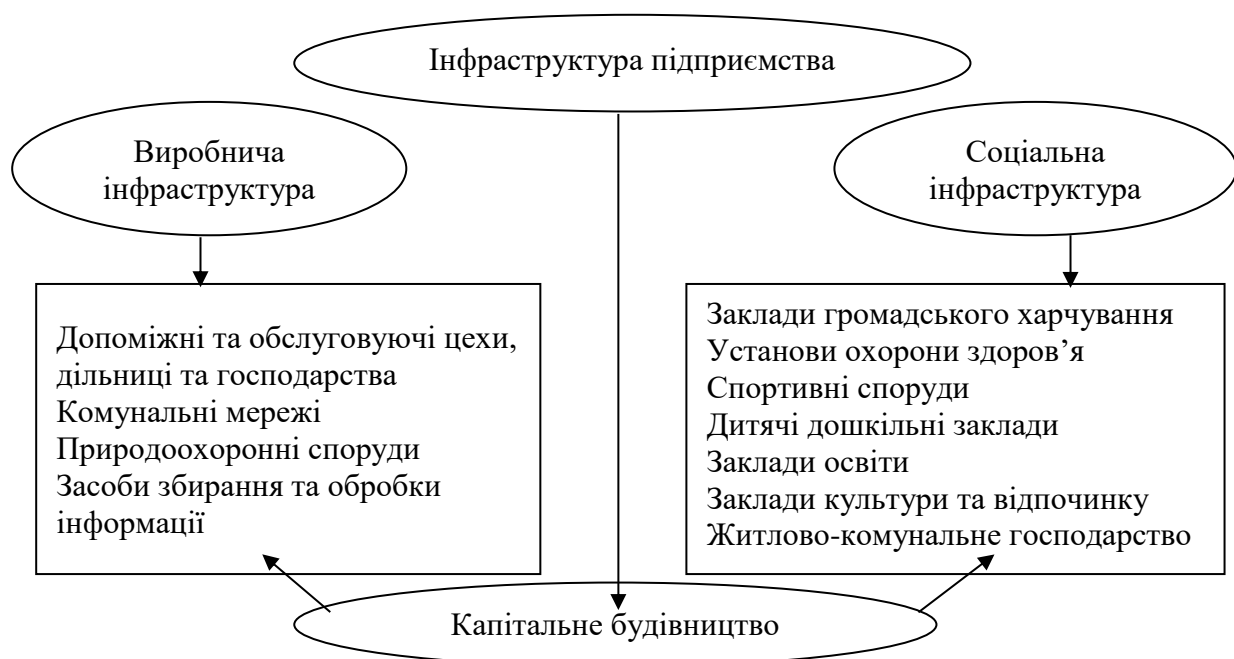 Інфраструктура підприємства
Виробнича
інфраструктура
Соціальна
інфраструктура
Допоміжні та обслуговуючі цехи,
дільниці та господарства
Комунальні мережі
Природоохоронні споруди
Засоби збирання та обробки
інформації
Заклади громадського харчування
Установи охорони здоров’я
Спортивні споруди
Дитячі дошкільні заклади
Заклади освіти
Заклади культури та відпочинку
Житлово-комунальне господарство
Капітальне будівництво